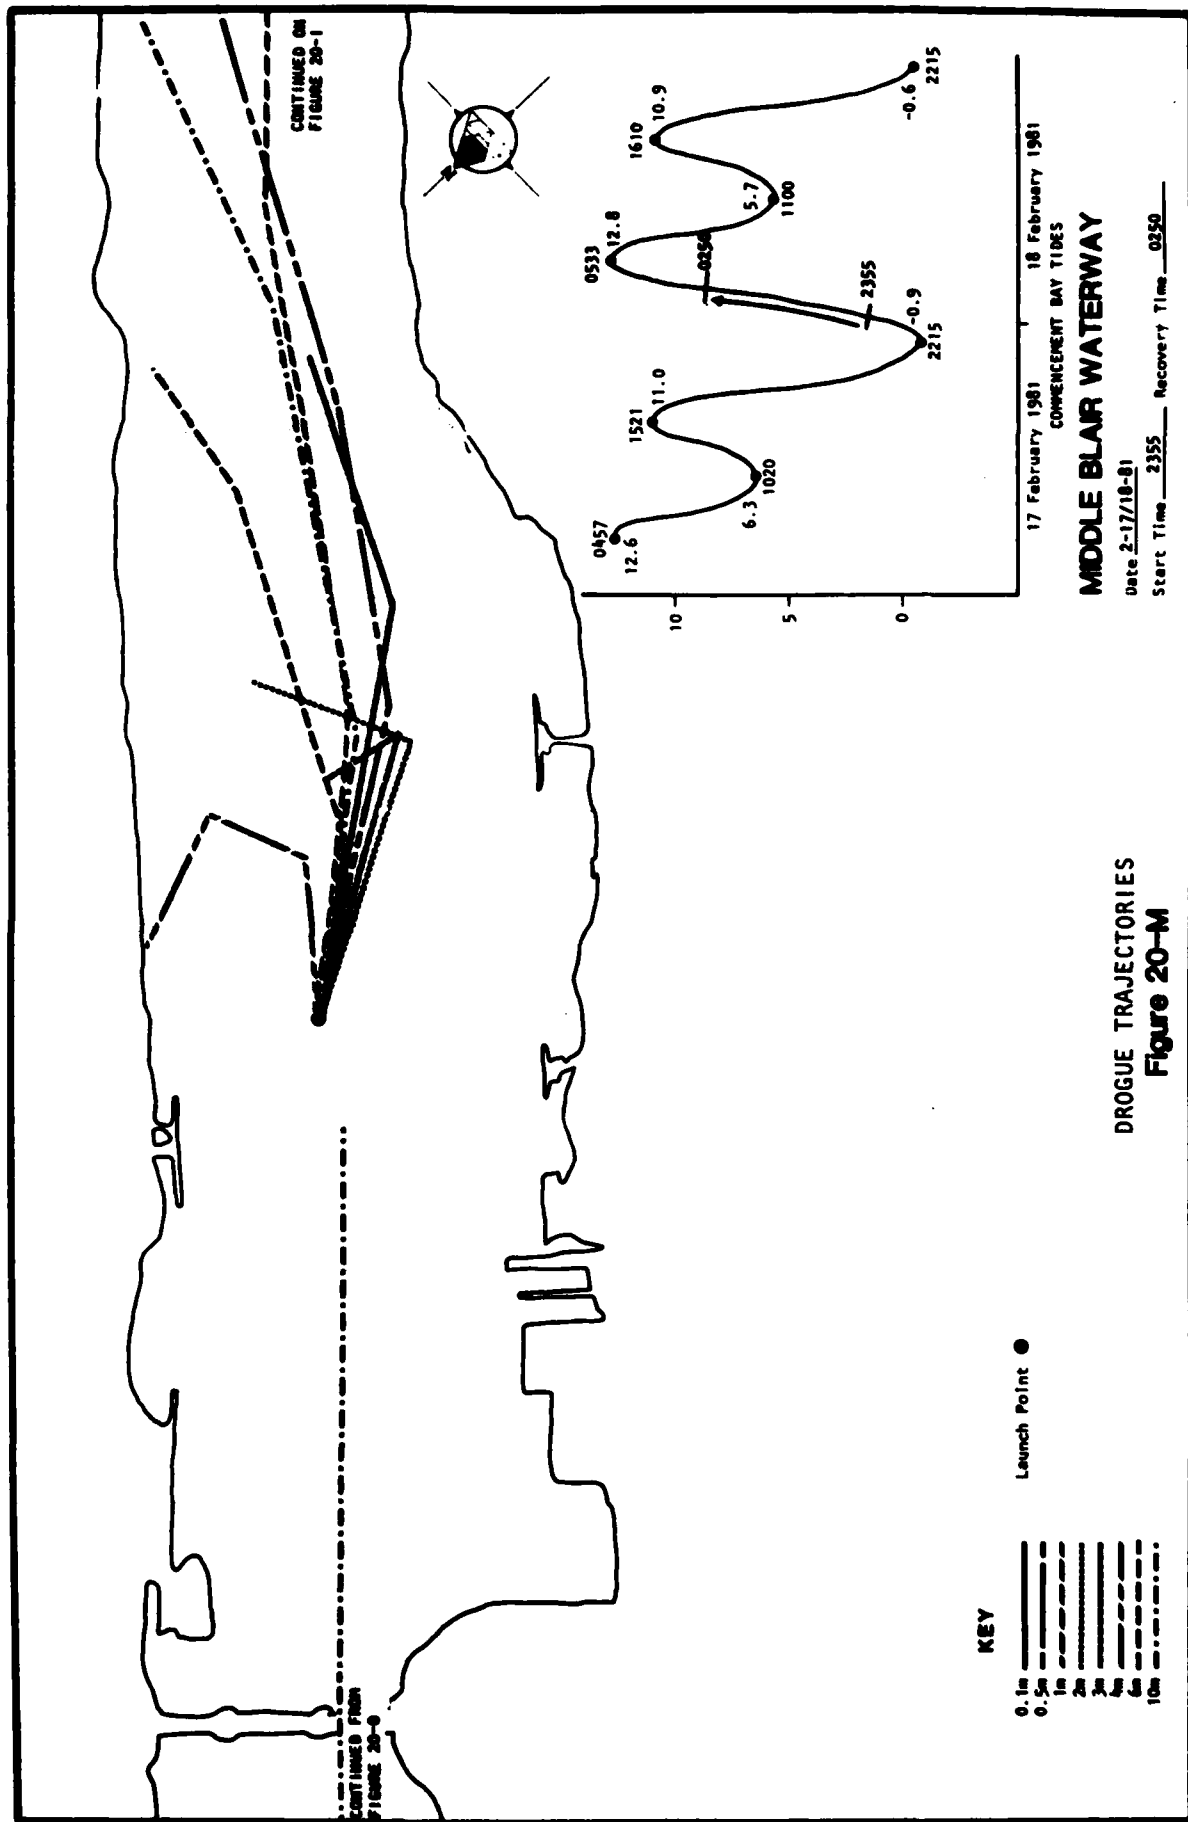 CONTINUED ON
FIGURE 20-I
CONTINUED FROM
FIGURE 20-0
0457
12.6
6.3
1020
1521
11.0
2215
-0.9
2355
0250
0533
12.8
5.7
1100
1610
10.9
-0.6
2215
10
5
0
17 February 1981
18 February 1981
COMMENCEMENT BAY TIDES
MIDDLE BLAIR WATERWAY
Date 2-17/18-81
Start Time 2355 Recovery Time 0250
KEY
0.1m
0.5m
1m
2m
3m
4m
6m
10m
Launch Point
DROGUE TRAJECTORIES
Figure 20-M